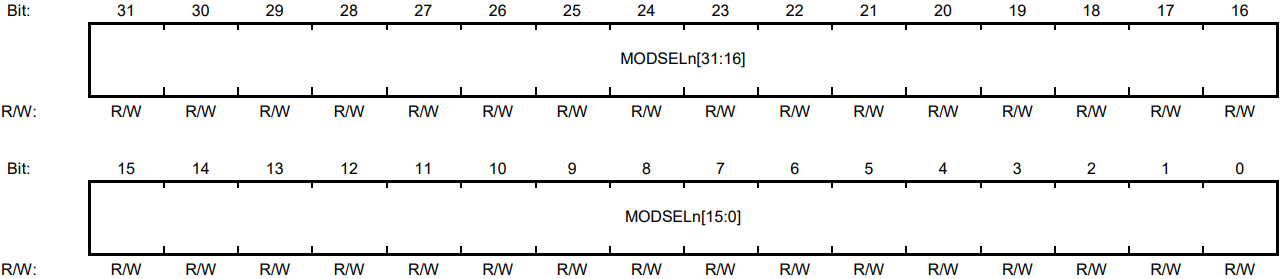 Bit: 31 30 29 28 27 26 25 24 23 22 21 20 19 18 17 16
MODSELn[31:16]
R/W: R/W R/W R/W R/W R/W R/W R/W R/W R/W R/W R/W R/W R/W R/W R/W R/W
Bit: 15 14 13 12 11 10 9 8 7 6 5 4 3 2 1 0
MODSELn[15:0]
R/W: R/W R/W R/W R/W R/W R/W R/W R/W R/W R/W R/W R/W R/W R/W R/W R/W